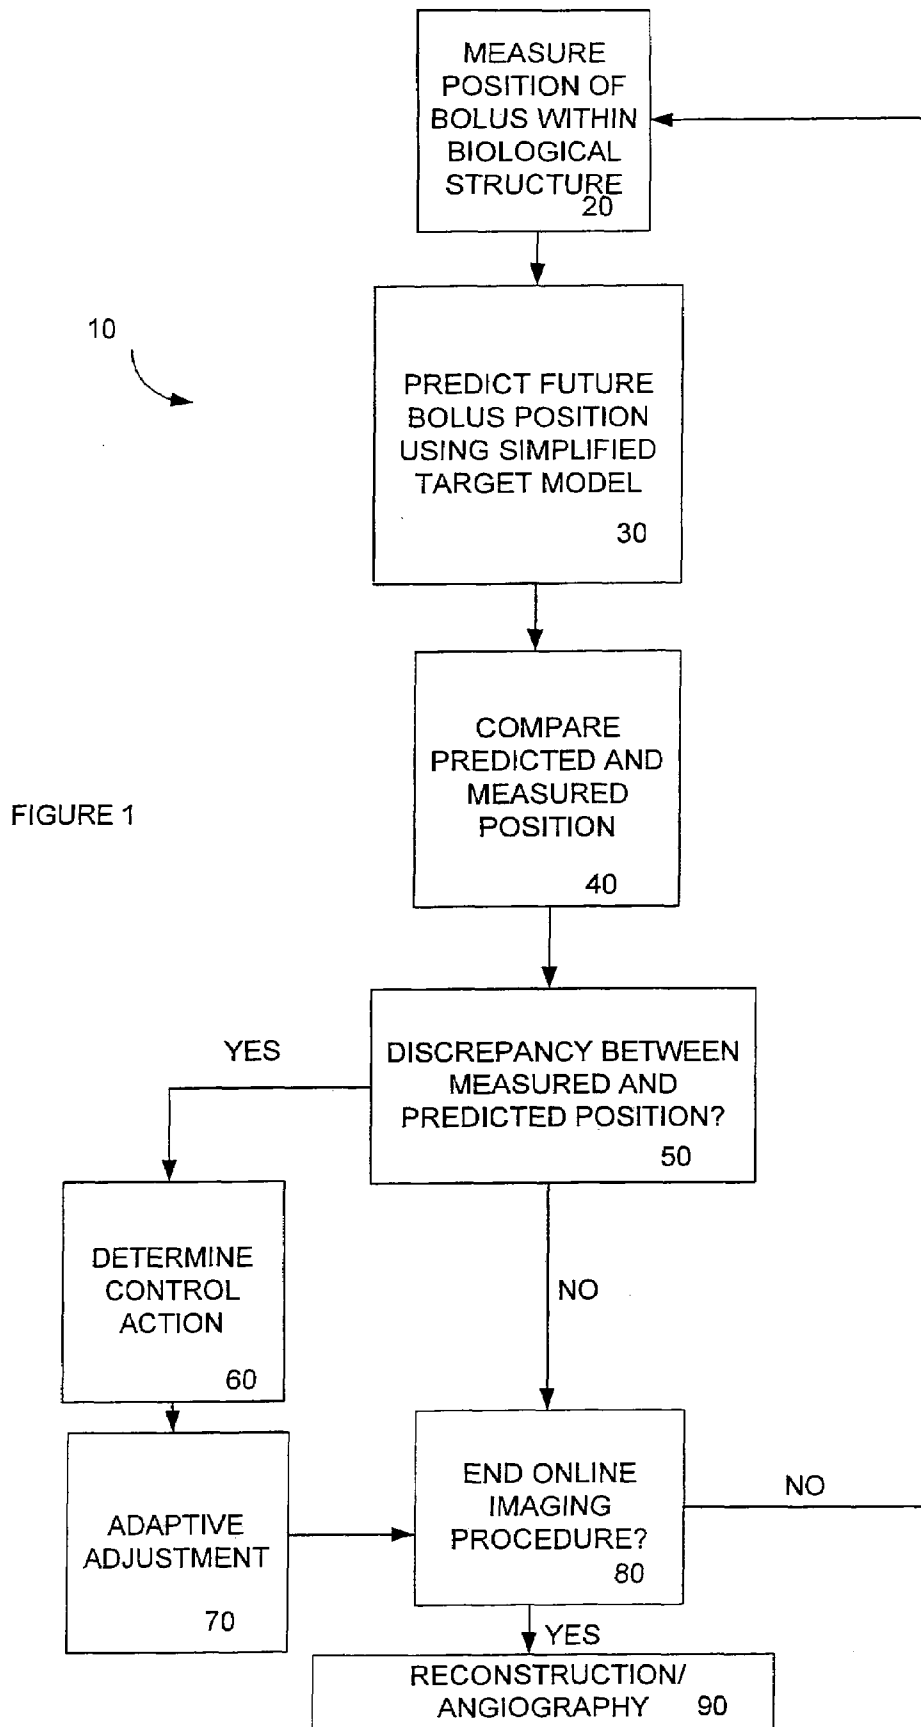 MEASURE
POSITION OF
BOLUS WITHIN
BIOLOGICAL
STRUCTURE
20
10
PREDICT FUTURE
BOLUS POSITION
USING SIMPLIFIED
TARGET MODEL
30
COMPARE
PREDICTED AND
MEASURED
POSITION
40
FIGURE 1
YES
DISCREPANCY BETWEEN
MEASURED AND
PREDICTED POSITION?
50
DETERMINE
CONTROL
ACTION
60
NO
ADAPTIVE
ADJUSTMENT
70
END ONLINE
IMAGING
PROCEDURE?
80
NO
YES
RECONSTRUCTION/
ANGIOGRAPHY 90